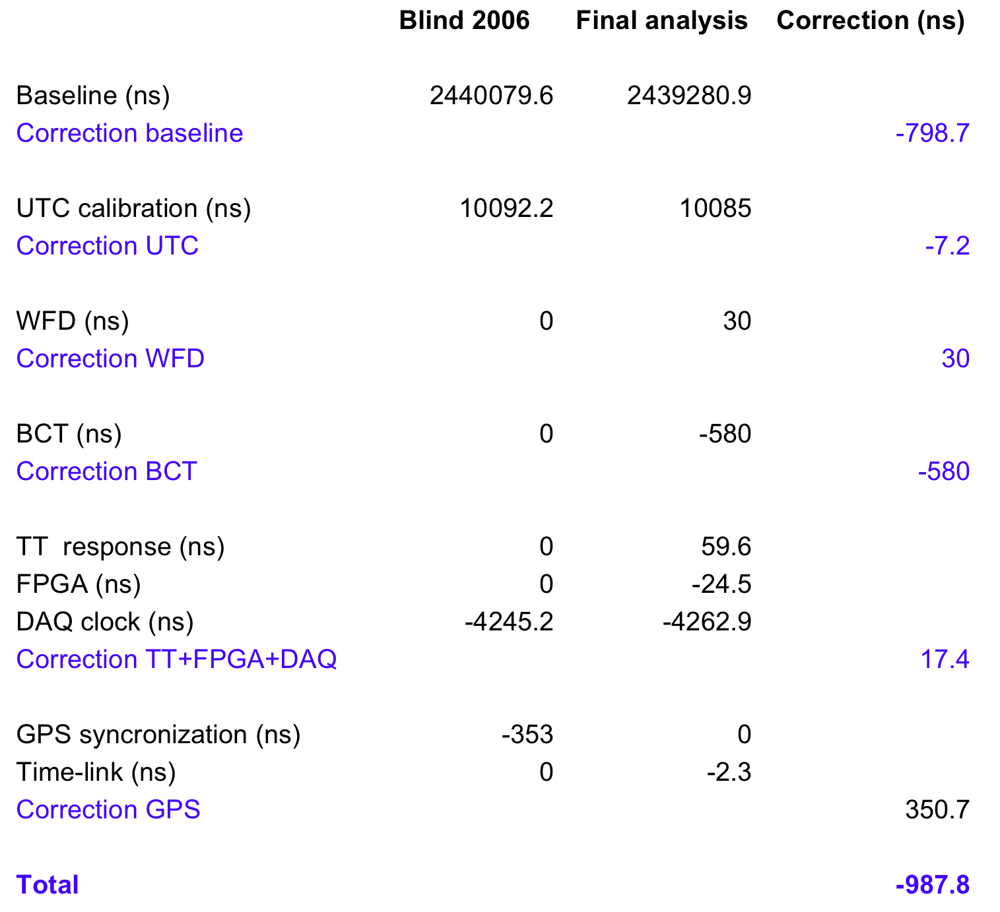 Blind 2006 Final analysis Correction (ns)
Baseline (ns) 2440079.6 2439280.9
Correction baseline -798.7
UTC calibration (ns) 10092.2 10085
Correction UTC -7.2
WFD (ns) 0 30
Correction WFD 30
BCT (ns) 0 -580
Correction BCT -580
TT response (ns) 0 59.6
FPGA (ns) 0 -24.5
DAQ clock (ns) -4245.2 -4262.9
Correction TT+FPGA+DAQ 17.4
GPS syncronization (ns) -353 0
Time-link (ns) 0 -2.3
Correction GPS 350.7
Total -987.8